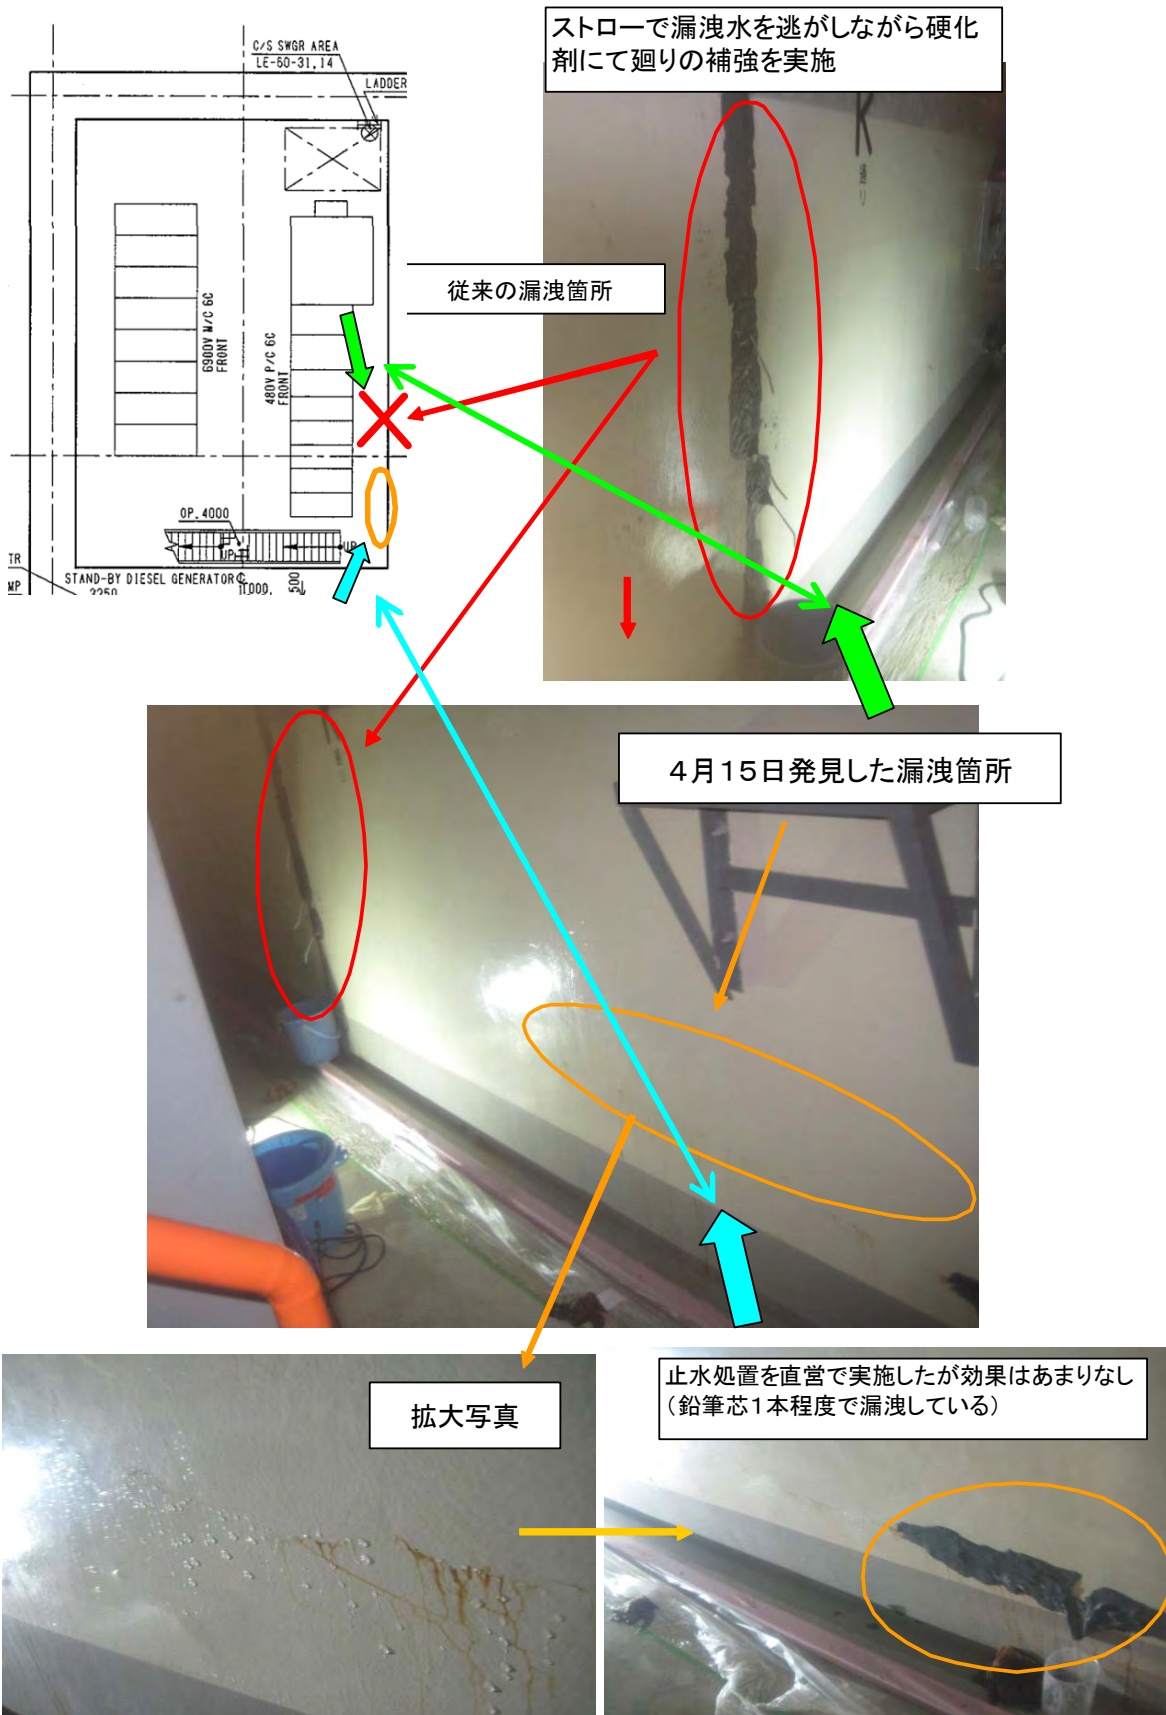 ストローで漏洩水を逃がしながら硬化
剤にて廻りの補強を実施
C/S SWGR AREA
LE-60-31,14
LADDER
従来の漏洩箇所
6900V M/C 6C
FRONT
480V P/C 6C
FRONT
OP.4000
UP
UP
TR
MP
STAND-BY DIESEL GENERATOR
3250
1000,
500
4月15日発見した漏洩箇所
拡大写真
止水処置を直営で実施したが効果はあまりなし
（鉛筆芯1本程度で漏洩している）